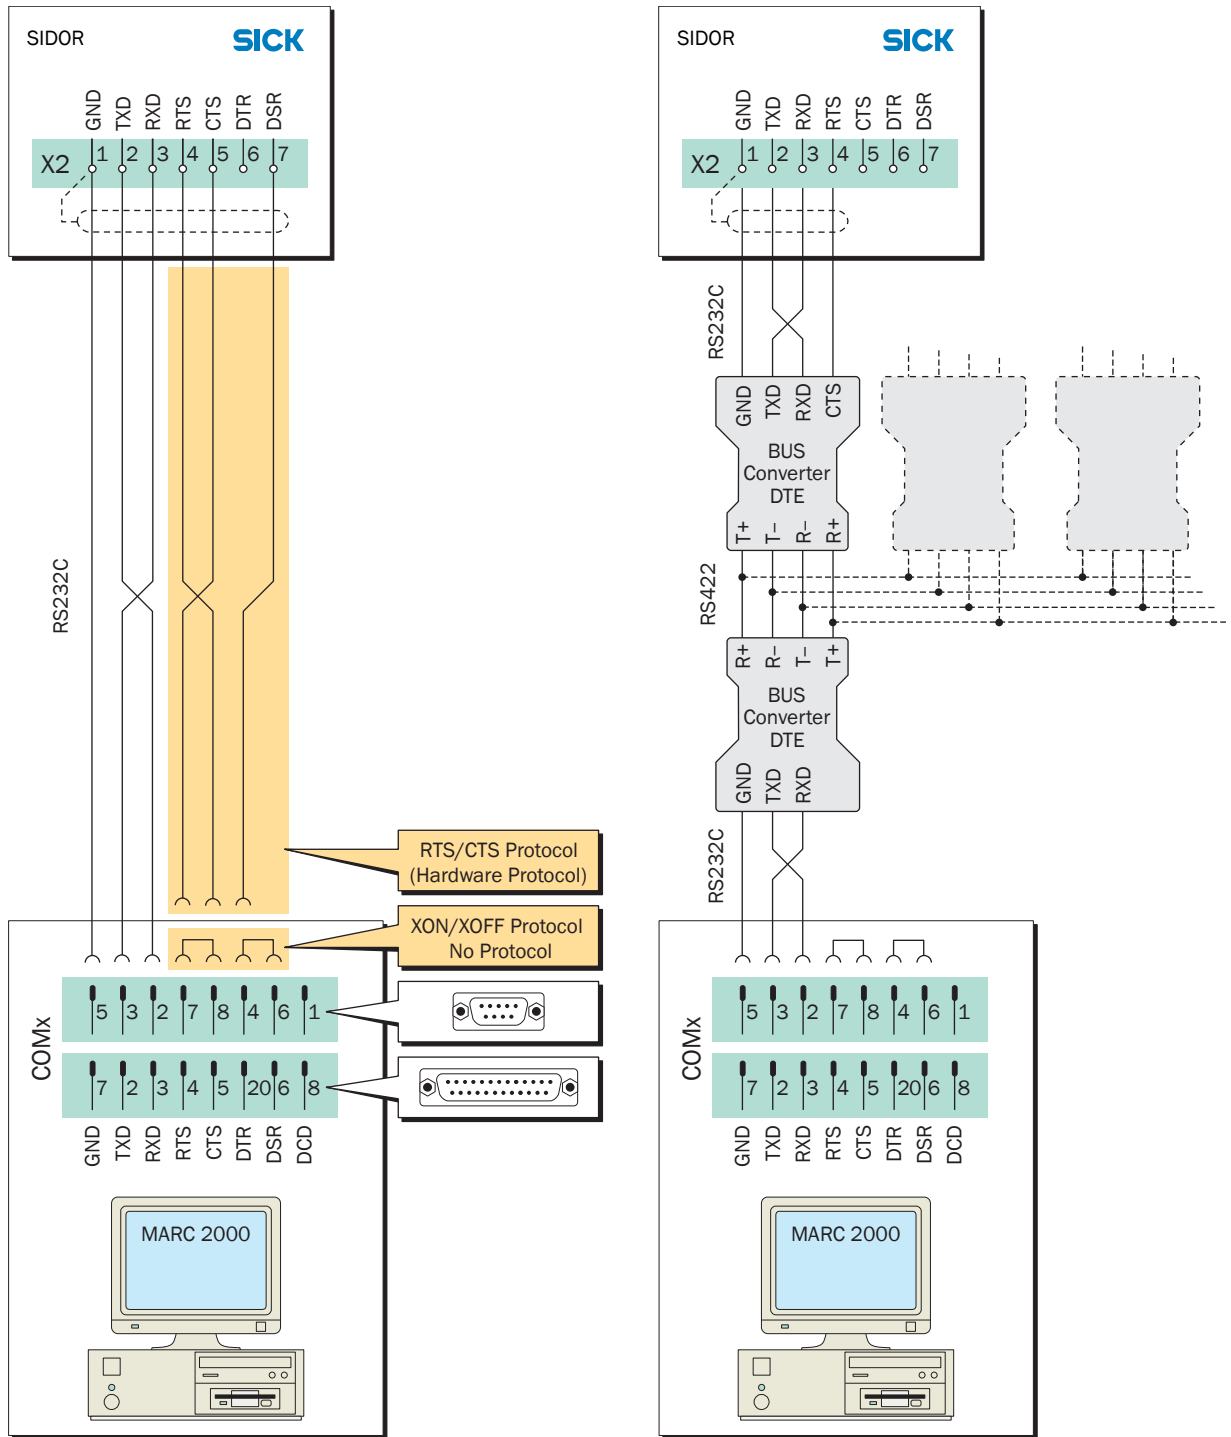 SIDOR
SICK
GND TXD RXD RTS CTS DTR DSR
X2 1 2 3 4 5 6 7
RS232C
RTS/CTS Protocol
(Hardware Protocol)
XON/XOFF Protocol
No Protocol
COMx
5 3 2 7 8 4 6 1
7 2 3 4 5 20 6 8
GND TXD RXD RTS CTS DTR DSR DCD
MARC 2000
SIDOR
SICK
GND TXD RXD RTS CTS DTR DSR
X2 1 2 3 4 5 6 7
RS232C
GND TXD RXD CTS
BUS
Converter
DTE
T+ T– R– R+
RS422
R+ R– T– T+
BUS
Converter
DTE
GND TXD RXD
RS232C
COMx
5 3 2 7 8 4 6 1
7 2 3 4 5 20 6 8
GND TXD RXD RTS CTS DTR DSR DCD
MARC 2000